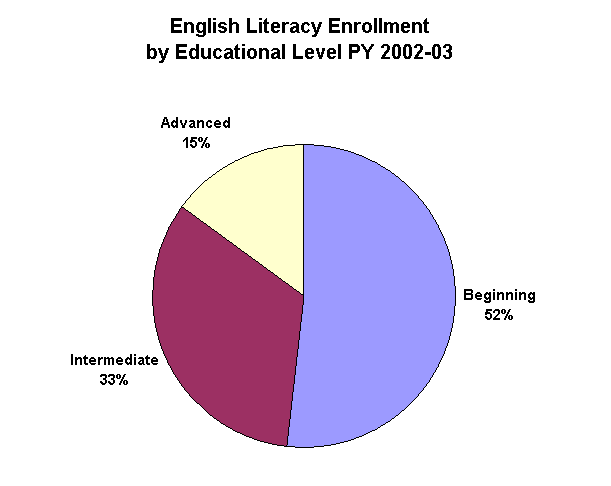 English Literacy Enrollment
by Educational Level PY 2002-03
Advanced
15%
Beginning
52%
Intermediate
33%